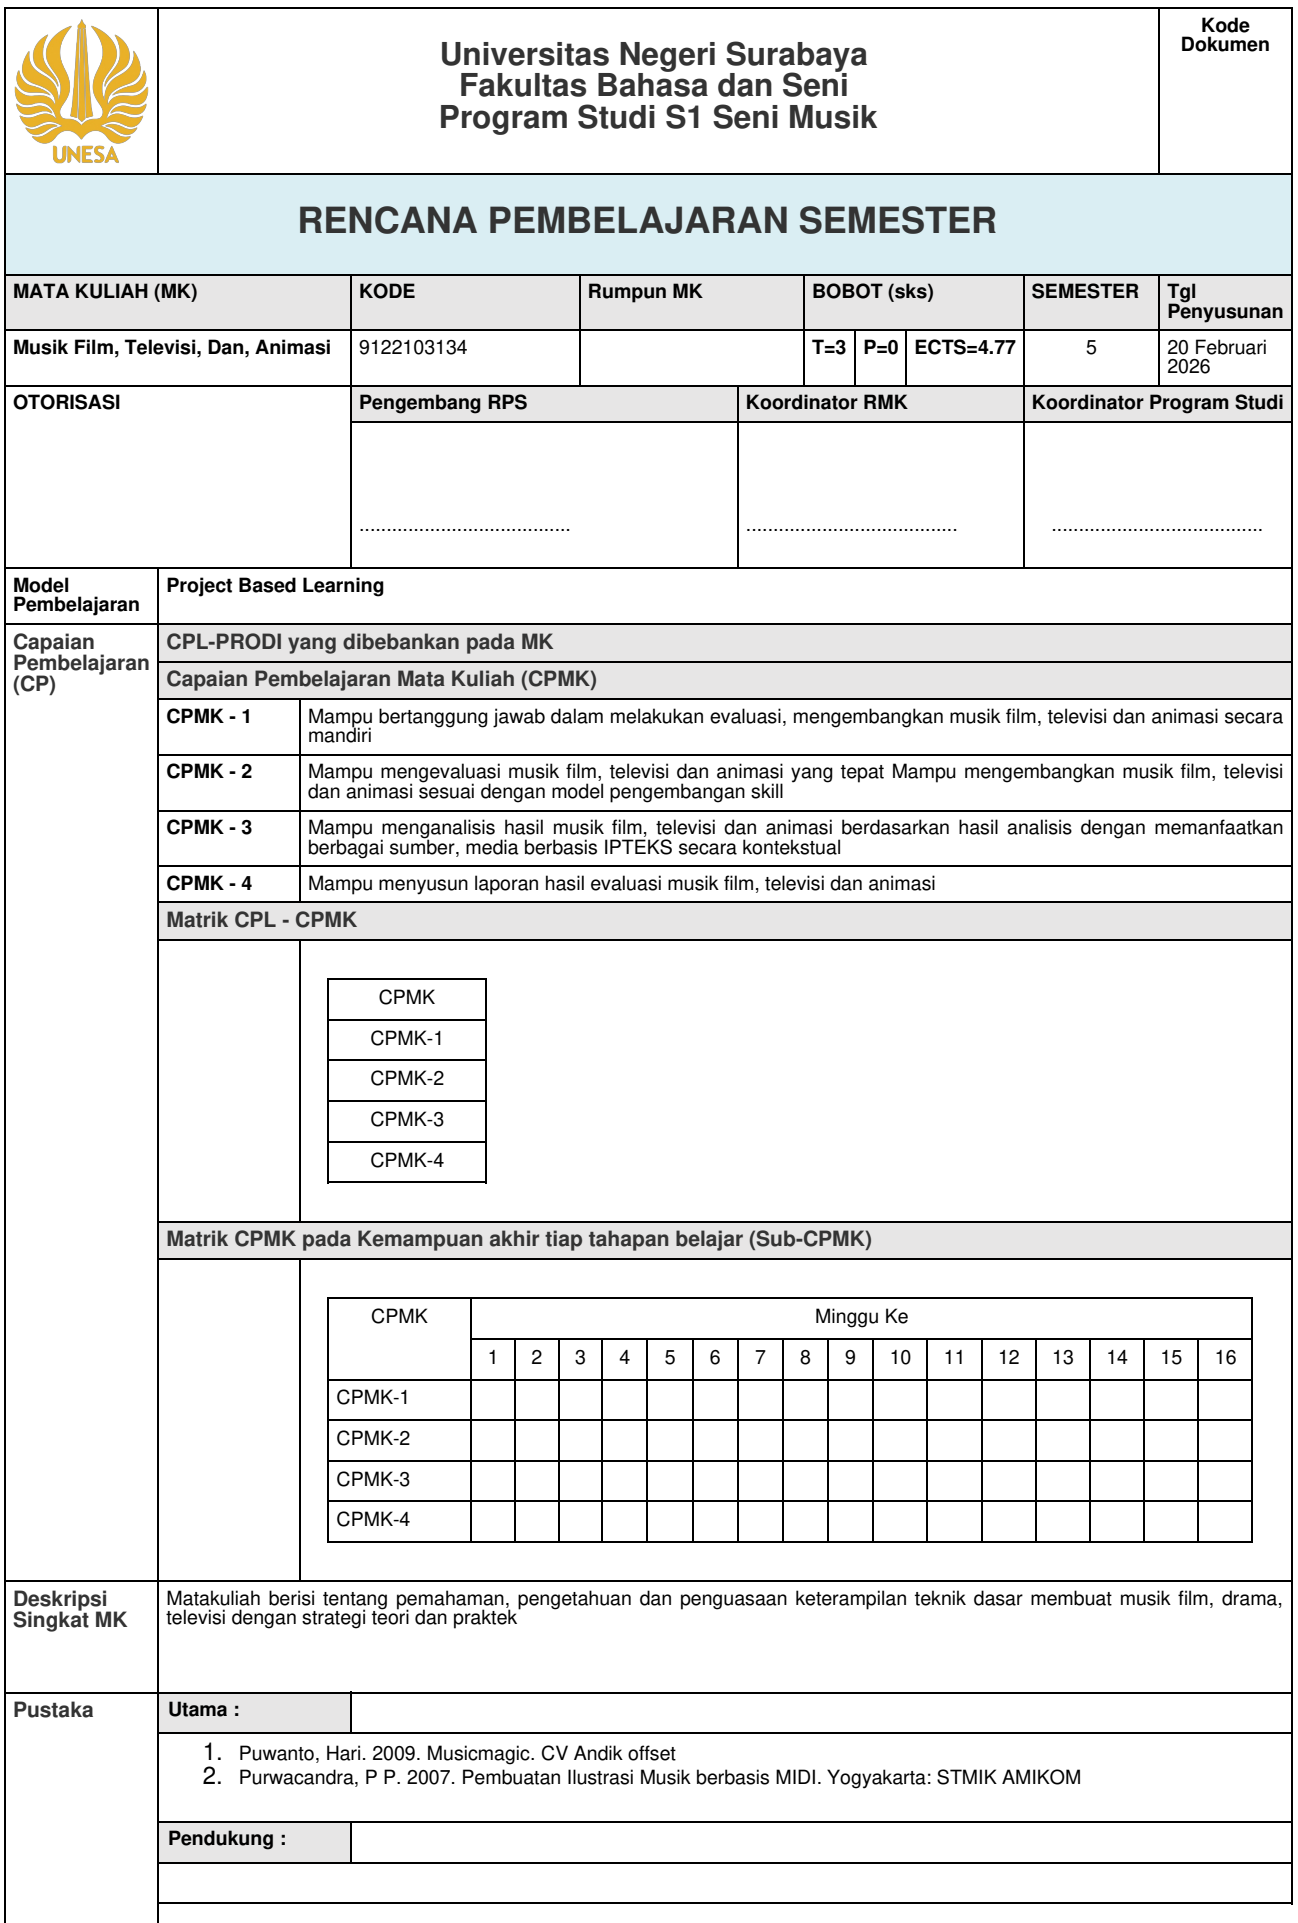 UNESA
Universitas Negeri Surabaya
Fakultas Bahasa dan Seni
Program Studi S1 Seni Musik
Kode
Dokumen
RENCANA PEMBELAJARAN SEMESTER
MATA KULIAH (MK) KODE Rumpun MK BOBOT (sks) SEMESTER Tgl
Penyusunan
Musik Film, Televisi, Dan, Animasi 9122103134 T=3 P=0 ECTS=4.77 5 20 Februari
2026
OTORISASI Pengembang RPS Koordinator RMK Koordinator Program Studi
....................................... ....................................... .......................................
Model
Pembelajaran
Project Based Learning
Capaian
Pembelajaran
(CP)
CPL-PRODI yang dibebankan pada MK
Capaian Pembelajaran Mata Kuliah (CPMK)
CPMK - 1 Mampu bertanggung jawab dalam melakukan evaluasi, mengembangkan musik film, televisi dan animasi secara
mandiri
CPMK - 2 Mampu mengevaluasi musik film, televisi dan animasi yang tepat Mampu mengembangkan musik film, televisi
dan animasi sesuai dengan model pengembangan skill
CPMK - 3 Mampu menganalisis hasil musik film, televisi dan animasi berdasarkan hasil analisis dengan memanfaatkan
berbagai sumber, media berbasis IPTEKS secara kontekstual
CPMK - 4 Mampu menyusun laporan hasil evaluasi musik film, televisi dan animasi
Matrik CPL - CPMK
CPMK
CPMK-1
CPMK-2
CPMK-3
CPMK-4
Matrik CPMK pada Kemampuan akhir tiap tahapan belajar (Sub-CPMK)
CPMK Minggu Ke
1 2 3 4 5 6 7 8 9 10 11 12 13 14 15 16
CPMK-1
CPMK-2
CPMK-3
CPMK-4
Deskripsi
Singkat MK
Matakuliah berisi tentang pemahaman, pengetahuan dan penguasaan keterampilan teknik dasar membuat musik film, drama,
televisi dengan strategi teori dan praktek
Pustaka Utama :
1. Puwanto, Hari. 2009. Musicmagic. CV Andik offset
2. Purwacandra, P P. 2007. Pembuatan Ilustrasi Musik berbasis MIDI. Yogyakarta: STMIK AMIKOM
Pendukung :